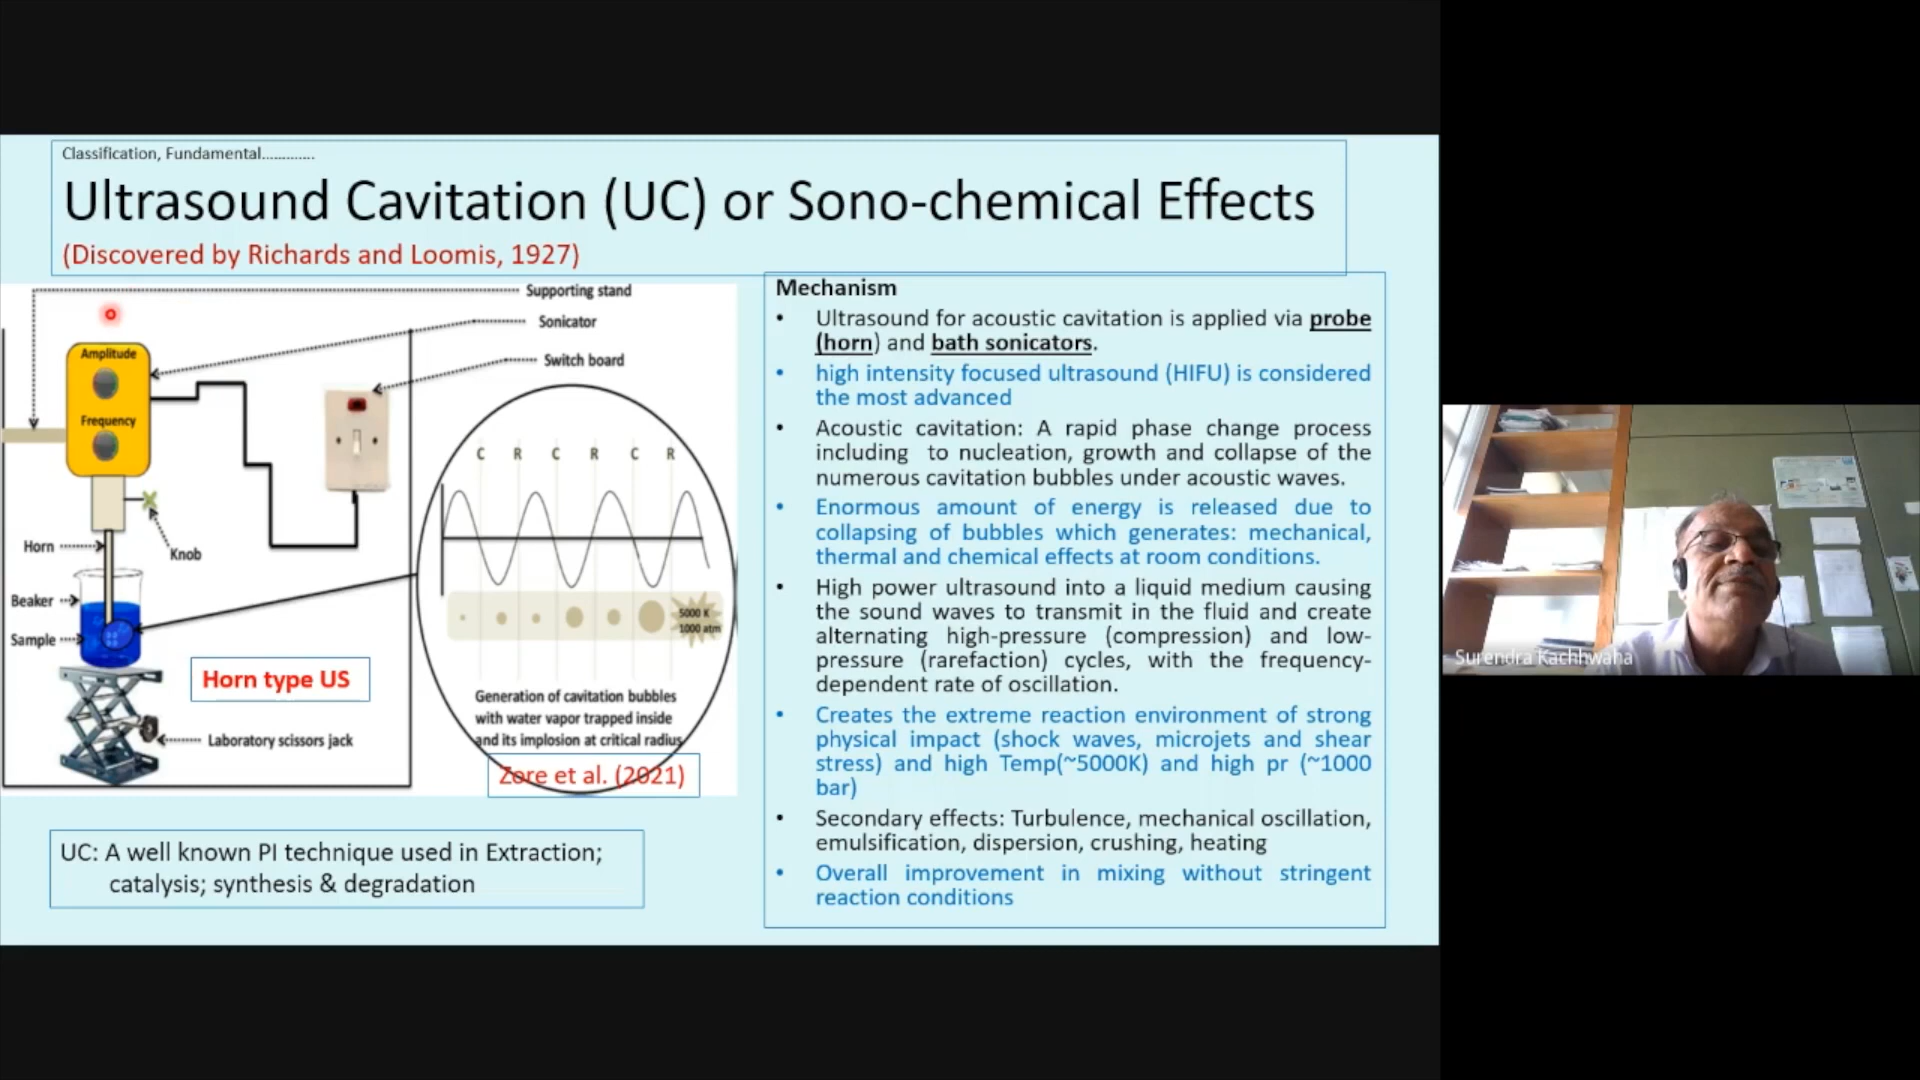 Classification, Fundamental.............
Ultrasound Cavitation (UC) or Sono-chemical Effects
(Discovered by Richards and Loomis, 1927)
Supporting stand
Sonicator
Switch board
Amplitude
Frequency
C R C R C R
Horn
Knob
Beaker
Sample
5000 K
1000 atm
Horn type US
Laboratory scissors jack
Generation of cavitation bubbles
with water vapor trapped inside
and its implosion at critical radius
Zore et al. (2021)
UC: A well known PI technique used in Extraction;
catalysis; synthesis & degradation
Mechanism
• Ultrasound for acoustic cavitation is applied via probe
(horn) and bath sonicators.
• high intensity focused ultrasound (HIFU) is considered
the most advanced
• Acoustic cavitation: A rapid phase change process
including to nucleation, growth and collapse of the
numerous cavitation bubbles under acoustic waves.
• Enormous amount of energy is released due to
collapsing of bubbles which generates: mechanical,
thermal and chemical effects at room conditions.
• High power ultrasound into a liquid medium causing
the sound waves to transmit in the fluid and create
alternating high-pressure (compression) and low-
pressure (rarefaction) cycles, with the frequency-
dependent rate of oscillation.
• Creates the extreme reaction environment of strong
physical impact (shock waves, microjets and shear
stress) and high Temp(~5000K) and high pr (~1000
bar)
• Secondary effects: Turbulence, mechanical oscillation,
emulsification, dispersion, crushing, heating
• Overall improvement in mixing without stringent
reaction conditions
Surendra Kachhwaha